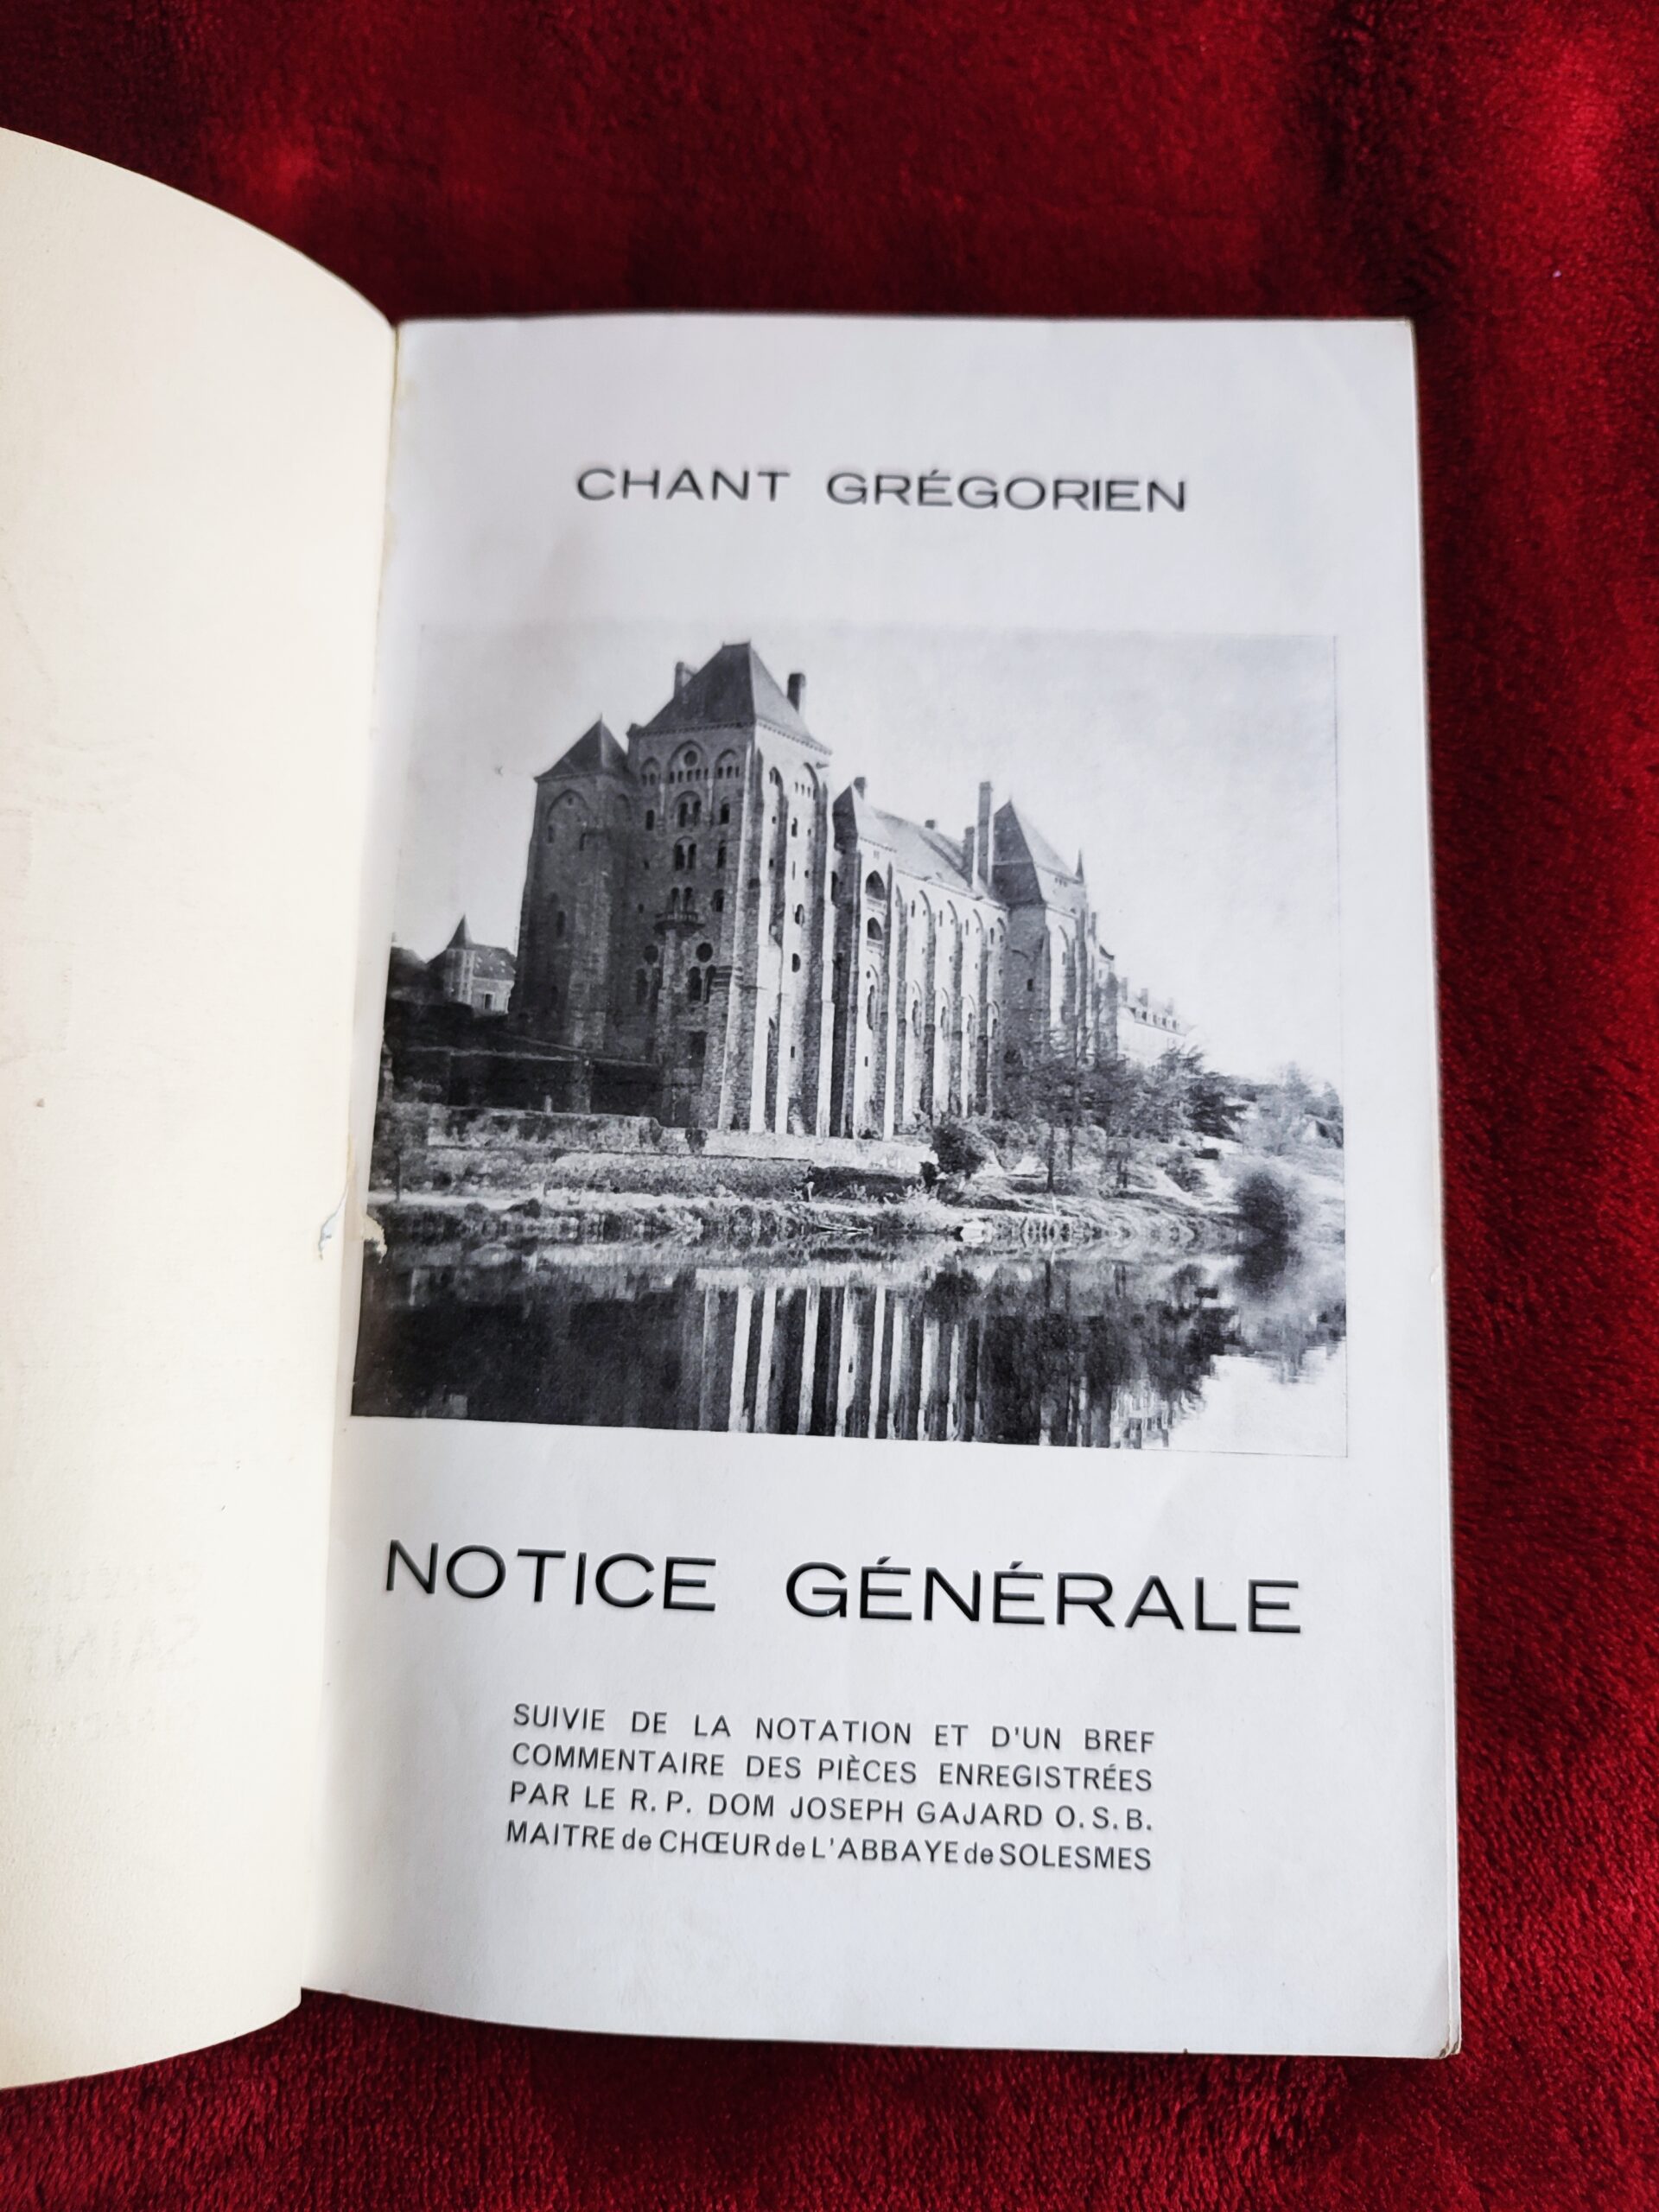 CHANT GRÉGORIEN
NOTICE GÉNÉRALE
SUIVIE DE LA NOTATION ET D'UN BREF
COMMENTAIRE DES PIÈCES ENREGISTRÉES
PAR LE R. P. DOM JOSEPH GAJARD O. S. B.
MAITRE de CHŒUR de L'ABBAYE de SOLESMES